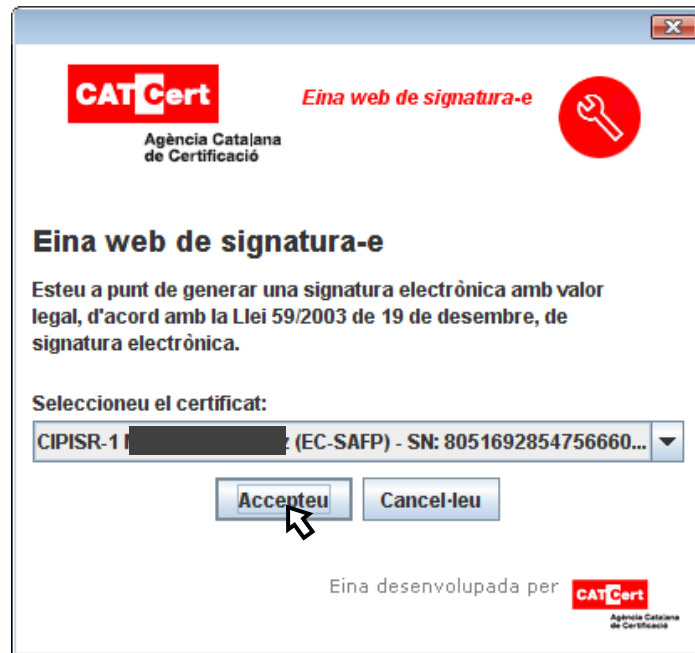 CATCert
Eina web de signatura-e
Agència Catalana
de Certificació
Eina web de signatura-e
Esteu a punt de generar una signatura electrònica amb valor
legal, d'acord amb la Llei 59/2003 de 19 de desembre, de
signatura electrònica.
Seleccioneu el certificat:
CIPISR-1 (EC-SAFP) - SN: 8051692854756660...
Accepteu
Cancel·leu
Eina desenvolupada per
CATCert
Agència Catalana
de Certificació